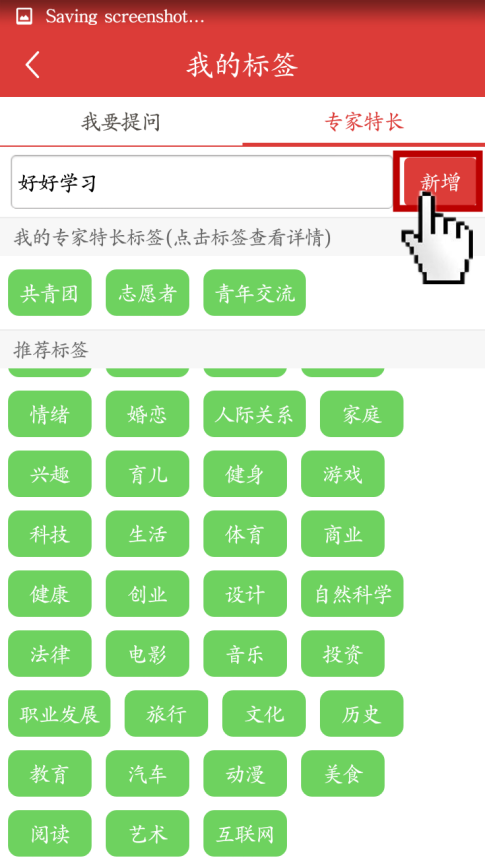 Saving screenshot...
我的标签
我要提问 专家特长
好好学习 新增
我的专家特长标签(点击标签查看详情)
共青团 志愿者 青年交流
推荐标签
情绪 婚恋 人际关系 家庭
兴趣 育儿 健身 游戏
科技 生活 体育 商业
健康 创业 设计 自然科学
法律 电影 音乐 投资
职业发展 旅行 文化 历史
教育 汽车 动漫 美食
阅读 艺术 互联网